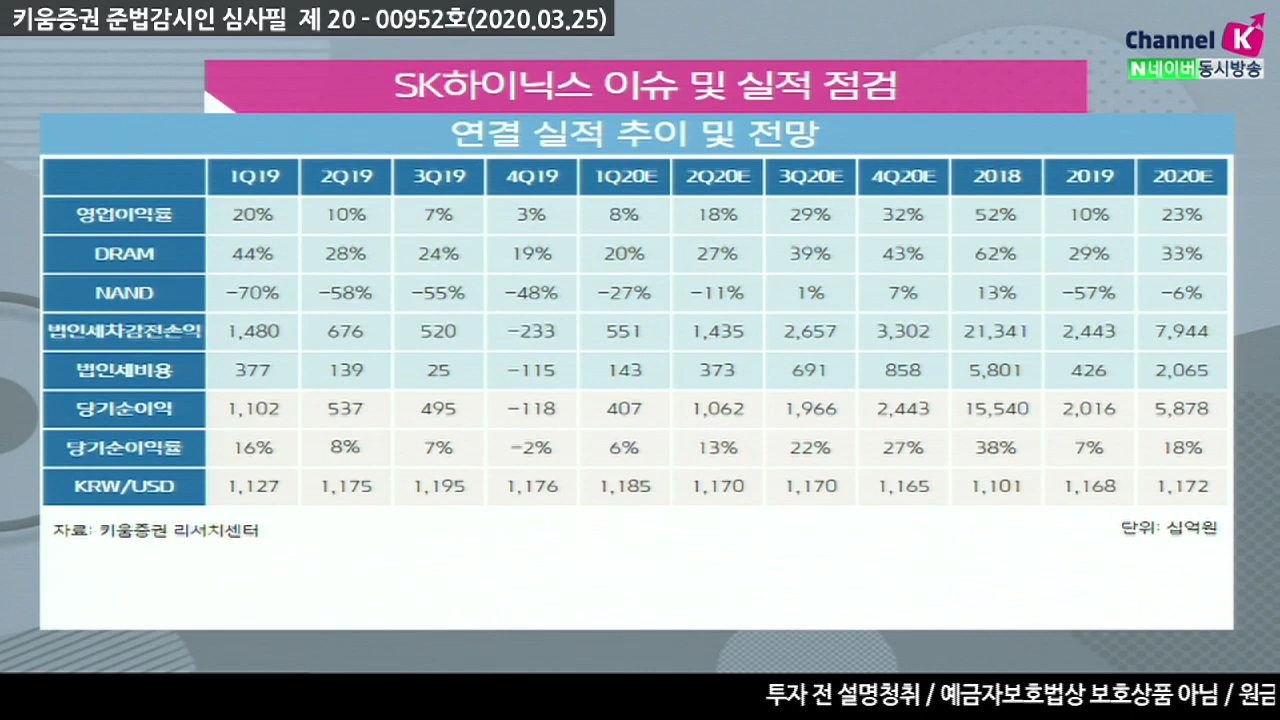 키움증권 준법감시인 심사필 제 20 - 00952호(2020.03.25)
Channel K
N 네이버 동시방송
SK하이닉스 이슈 및 실적 점검
연결 실적 추이 및 전망
1Q19 2Q19 3Q19 4Q19 1Q20E 2Q20E 3Q20E 4Q20E 2018 2019 2020E
영업이익률 20% 10% 7% 3% 8% 18% 29% 32% 52% 10% 23%
DRAM 44% 28% 24% 19% 20% 27% 39% 43% 62% 29% 33%
NAND -70% -58% -55% -48% -27% -11% 1% 7% 13% -57% -6%
법인세차감전손익 1,480 676 520 -233 551 1,435 2,657 3,302 21,341 2,443 7,944
법인세비용 377 139 25 -115 143 373 691 858 5,801 426 2,065
당기순이익 1,102 537 495 -118 407 1,062 1,966 2,443 15,540 2,016 5,878
당기순이익률 16% 8% 7% -2% 6% 13% 22% 27% 38% 7% 18%
KRW/USD 1,127 1,175 1,195 1,176 1,185 1,170 1,170 1,165 1,101 1,168 1,172
자료: 키움증권 리서치센터 단위: 십억원
투자 전 설명청취 / 예금자보호법상 보호상품 아님 / 원금